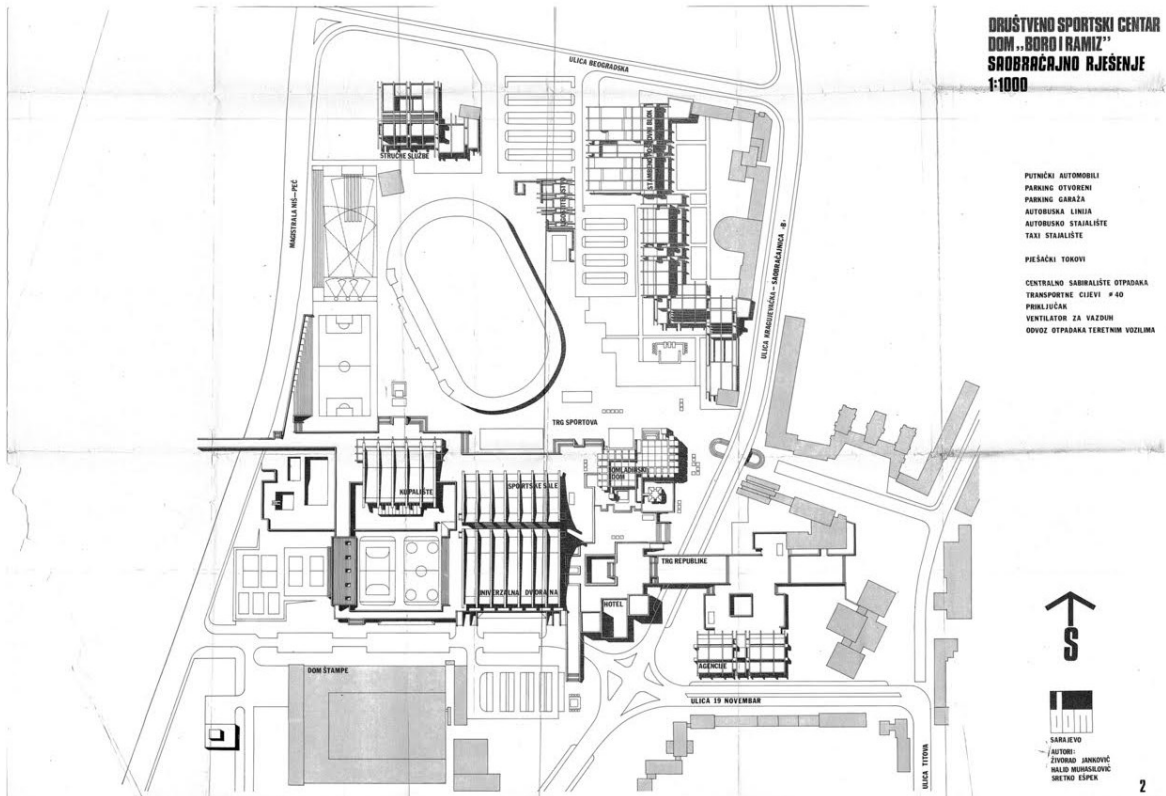 DRUŠTVENO SPORTSKI CENTAR
DOM „BORO I RAMIZ”
SAOBRAĆAJNO RJEŠENJE
1:1000
ULICA BEOGRADSKA
STRUČNE SLUŽBE
MAGISTRALA NIŠ–PEĆ
ULICA KRAGUJEVAČKA – SAOBRAĆAJNICA
PUTNIČKI AUTOMOBILI
PARKING OTVORENI
PARKING GARAŽA
AUTOBUSKA LINIJA
AUTOBUSKO STAJALIŠTE
TAXI STAJALIŠTE
PJEŠAČKI TOKOVI
CENTRALNO SABIRALIŠTE OTPADAKA
TRANSPORTNE CIJEVI # 40
PRIKLJUČAK
VENTILATOR ZA VAZDUH
ODVOZ OTPADAKA TERETNIM VOZILIMA
TRG SPORTOVA
OMLADINSKI
DOM
KUPALIŠTE
SPORTSKE SALE
UNIVERZALNA DVORANA
TRG REPUBLIKE
HOTEL
AGENCIJE
DOM ŠTAMPE
ULICA 19 NOVEMBAR
ULICA TITOVA
S
SARAJEVO
AUTORI:
ŽIVORAD JANKOVIĆ
HALID MUHASILOVIĆ
SRETKO EŠPEK
2